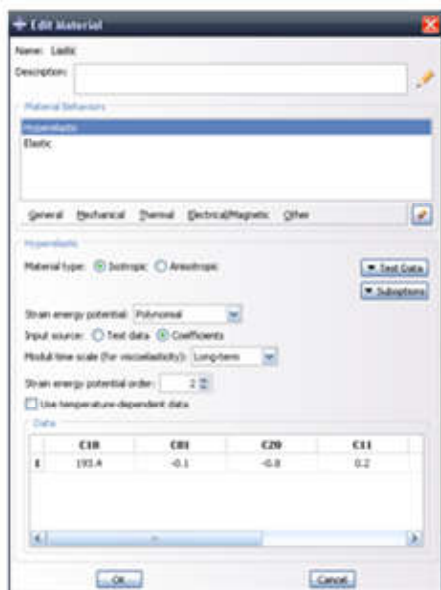 Edit Material
Name: Lastic
Description:
Material Behaviors
Hyperelastic
Elastic
General Mechanical Thermal Electrical/Magnetic Other
Hyperelastic
Material type: Isotropic Anisotropic
Test Data
Suboptions
Strain energy potential: Polynomial
Input source: Test data Coefficients
Moduli time scale (for viscoelasticity): Long-term
Strain energy potential order: 2
Use temperature-dependent data
Data
C10 C01 C20 C11
1 193.4 -0.1 -0.8 0.2
OK Cancel